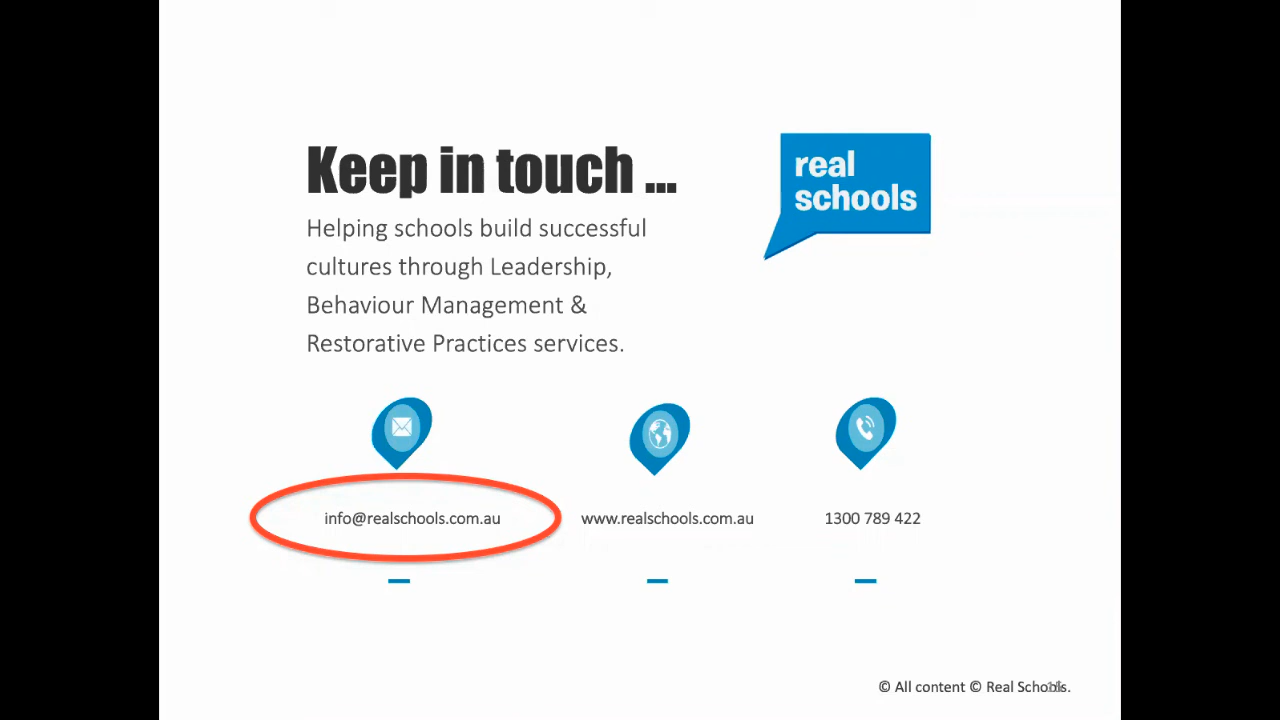 Keep in touch ...
real
schools
Helping schools build successful
cultures through Leadership,
Behaviour Management &
Restorative Practices services.
info@realschools.com.au
www.realschools.com.au
1300 789 422
© All content © Real Schools.